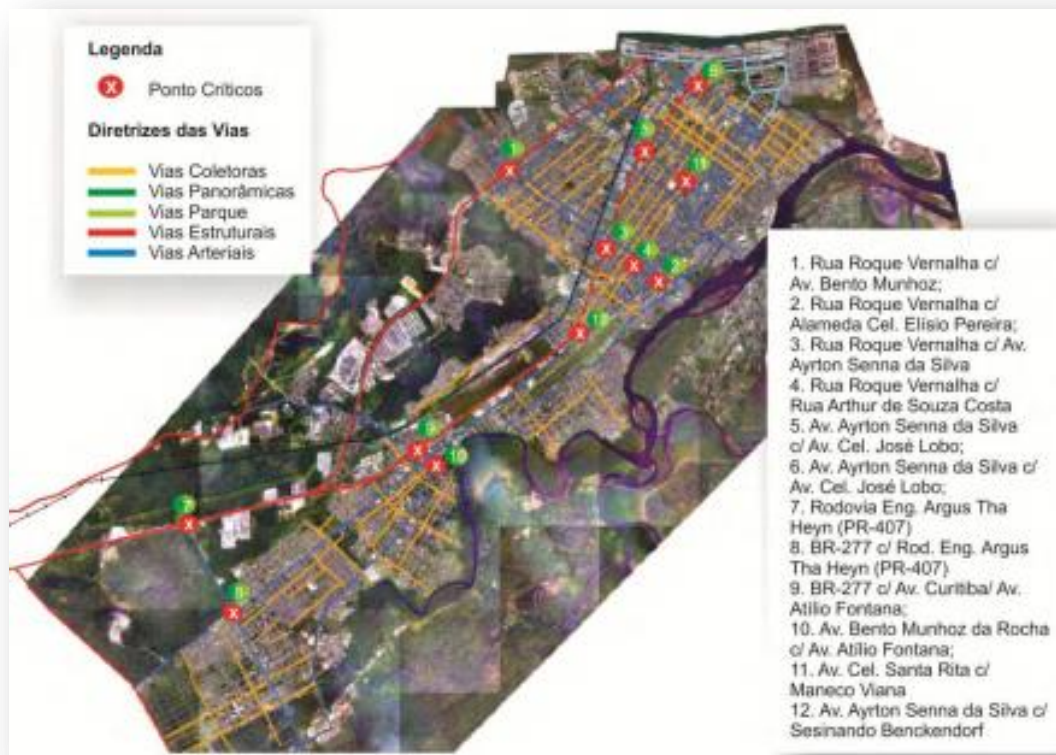 Legenda
X Ponto Críticos
Diretrizes das Vias
Vias Coletoras
Vias Panorâmicas
Vias Parque
Vias Estruturais
Vias Arteriais
1. Rua Roque Vernalha c/
Av. Bento Munhoz;
2. Rua Roque Vernalha c/
Alameda Cel. Elísio Pereira;
3. Rua Roque Vernalha c/ Av.
Ayrton Senna da Silva
4. Rua Roque Vernalha c/
Rua Arthur de Souza Costa
5. Av. Ayrton Senna da Silva
c/ Av. Cel. José Lobo;
6. Av. Ayrton Senna da Silva c/
Av. Cel. José Lobo;
7. Rodovia Eng. Argus Tha
Heyn (PR-407)
8. BR-277 c/ Rod. Eng. Argus
Tha Heyn (PR-407)
9. BR-277 c/ Av. Curitiba/ Av.
Atílio Fontana;
10. Av. Bento Munhoz da Rocha
c/ Av. Atílio Fontana;
11. Av. Cel. Santa Rita c/
Maneco Viana
12. Av. Ayrton Senna da Silva c/
Sesinando Benckendorf
1
X
X
X
11
X
3
X
4
X
X
X
X
10
X
7
X
X